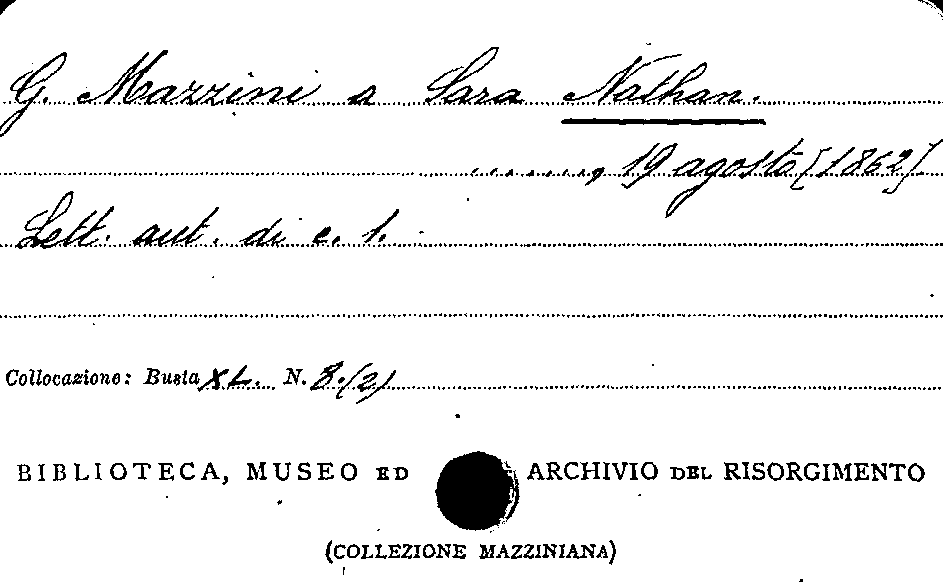 G. Mazzini a Sara Nathan.
........, 19 agosto [1862].
Lett. aut. di c. 1.
Collocazione: Busta XL. N. 8.(2)
BIBLIOTECA, MUSEO ED ARCHIVIO DEL RISORGIMENTO
(COLLEZIONE MAZZINIANA)